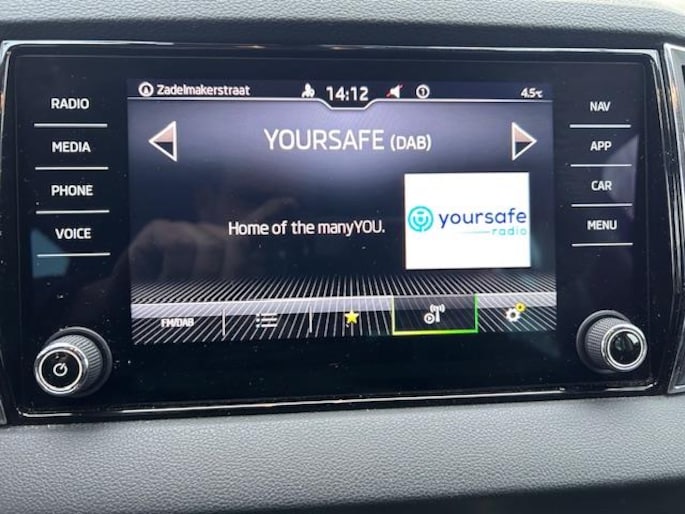 RADIO
MEDIA
PHONE
VOICE
Zadelmakerstraat
14:12
1
4.5°C
YOURSAFE (DAB)
Home of the manyYOU.
yoursafe
radio
FM/DAB
NAV
APP
CAR
MENU